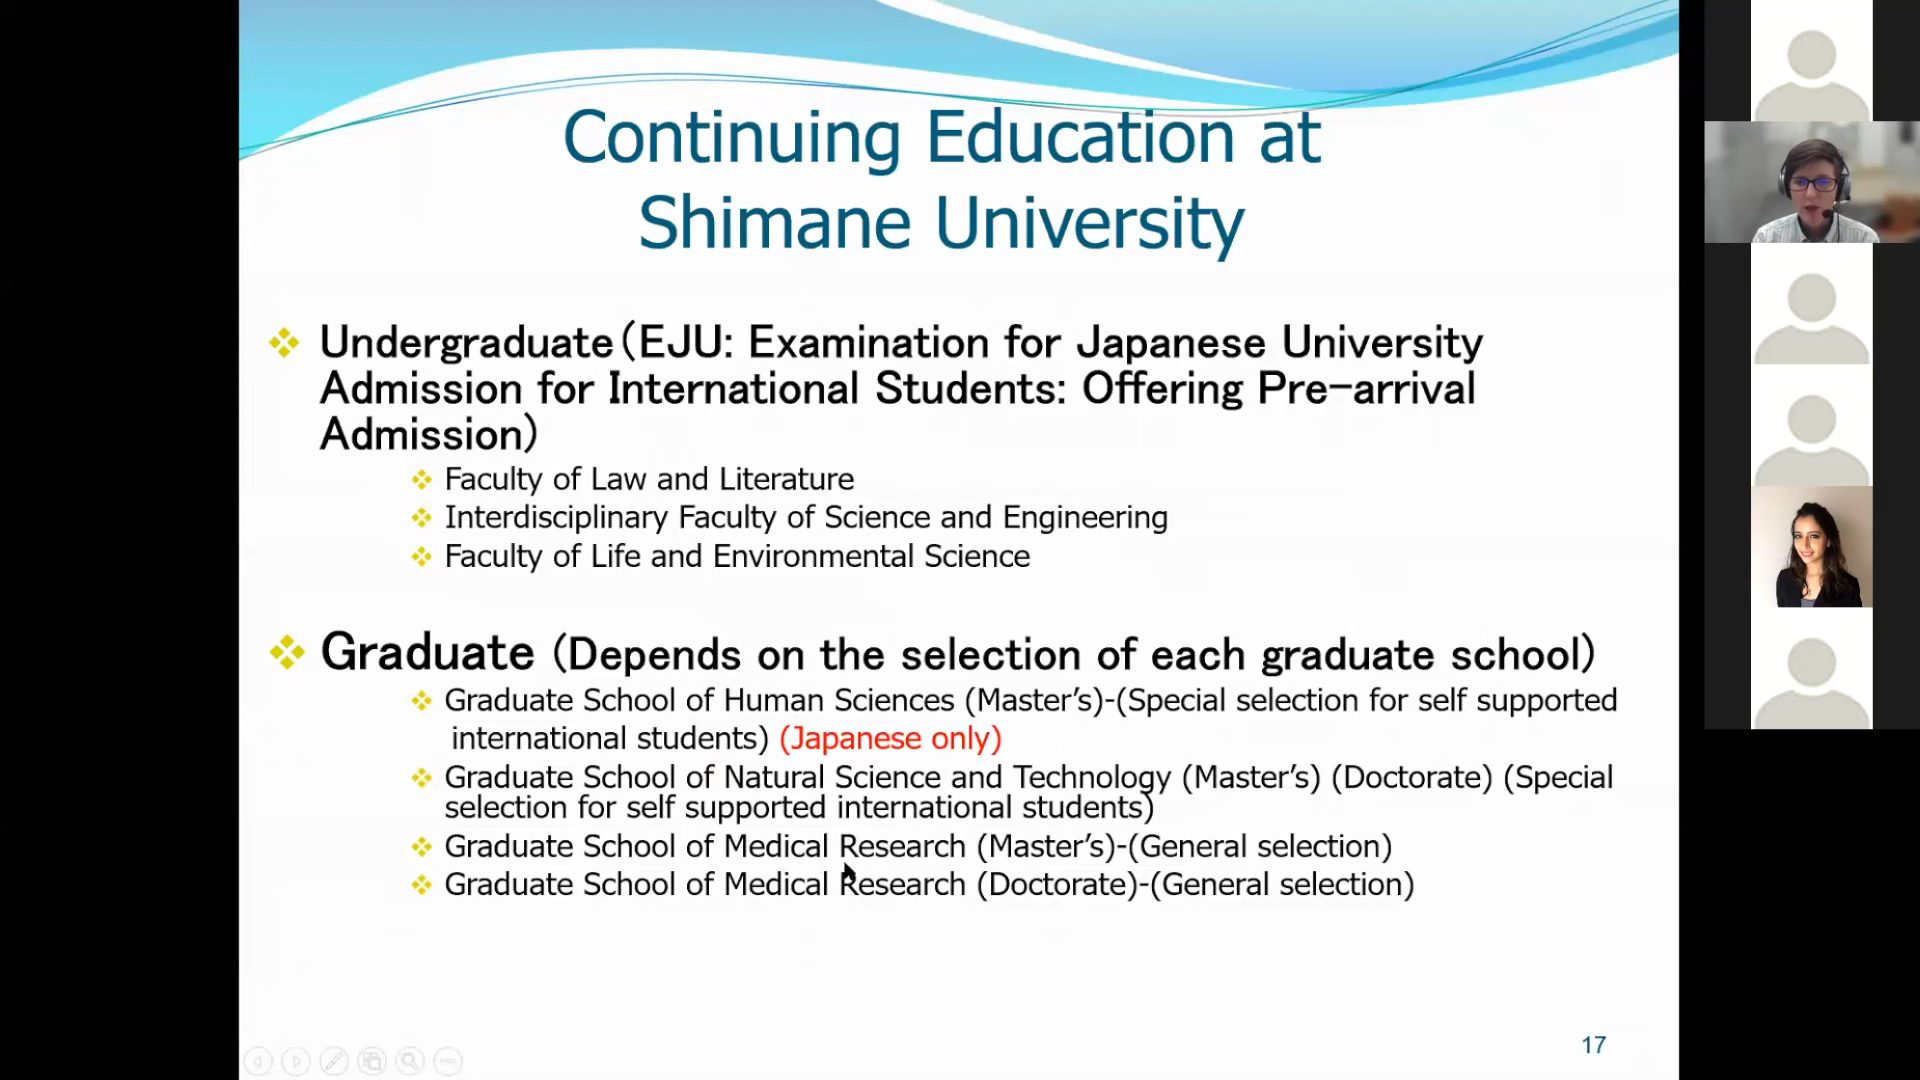 Continuing Education at
Shimane University
Undergraduate(EJU: Examination for Japanese University
Admission for International Students: Offering Pre-arrival
Admission)
Faculty of Law and Literature
Interdisciplinary Faculty of Science and Engineering
Faculty of Life and Environmental Science
Graduate (Depends on the selection of each graduate school)
Graduate School of Human Sciences (Master's)-(Special selection for self supported
international students) (Japanese only)
Graduate School of Natural Science and Technology (Master's) (Doctorate) (Special
selection for self supported international students)
Graduate School of Medical Research (Master's)-(General selection)
Graduate School of Medical Research (Doctorate)-(General selection)
17